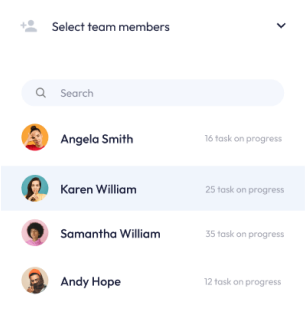 Select team members
Search
Angela Smith 16 task on progress
Karen William 25 task on progress
Samantha William 35 task on progress
Andy Hope 12 task on progress